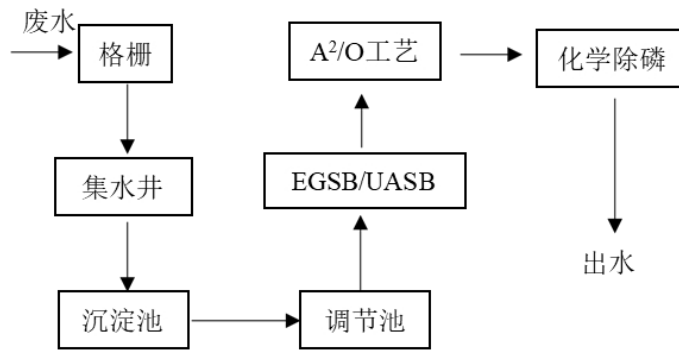 废水
格栅
集水井
沉淀池
调节池
EGSB/UASB
A²/O工艺
化学除磷
出水